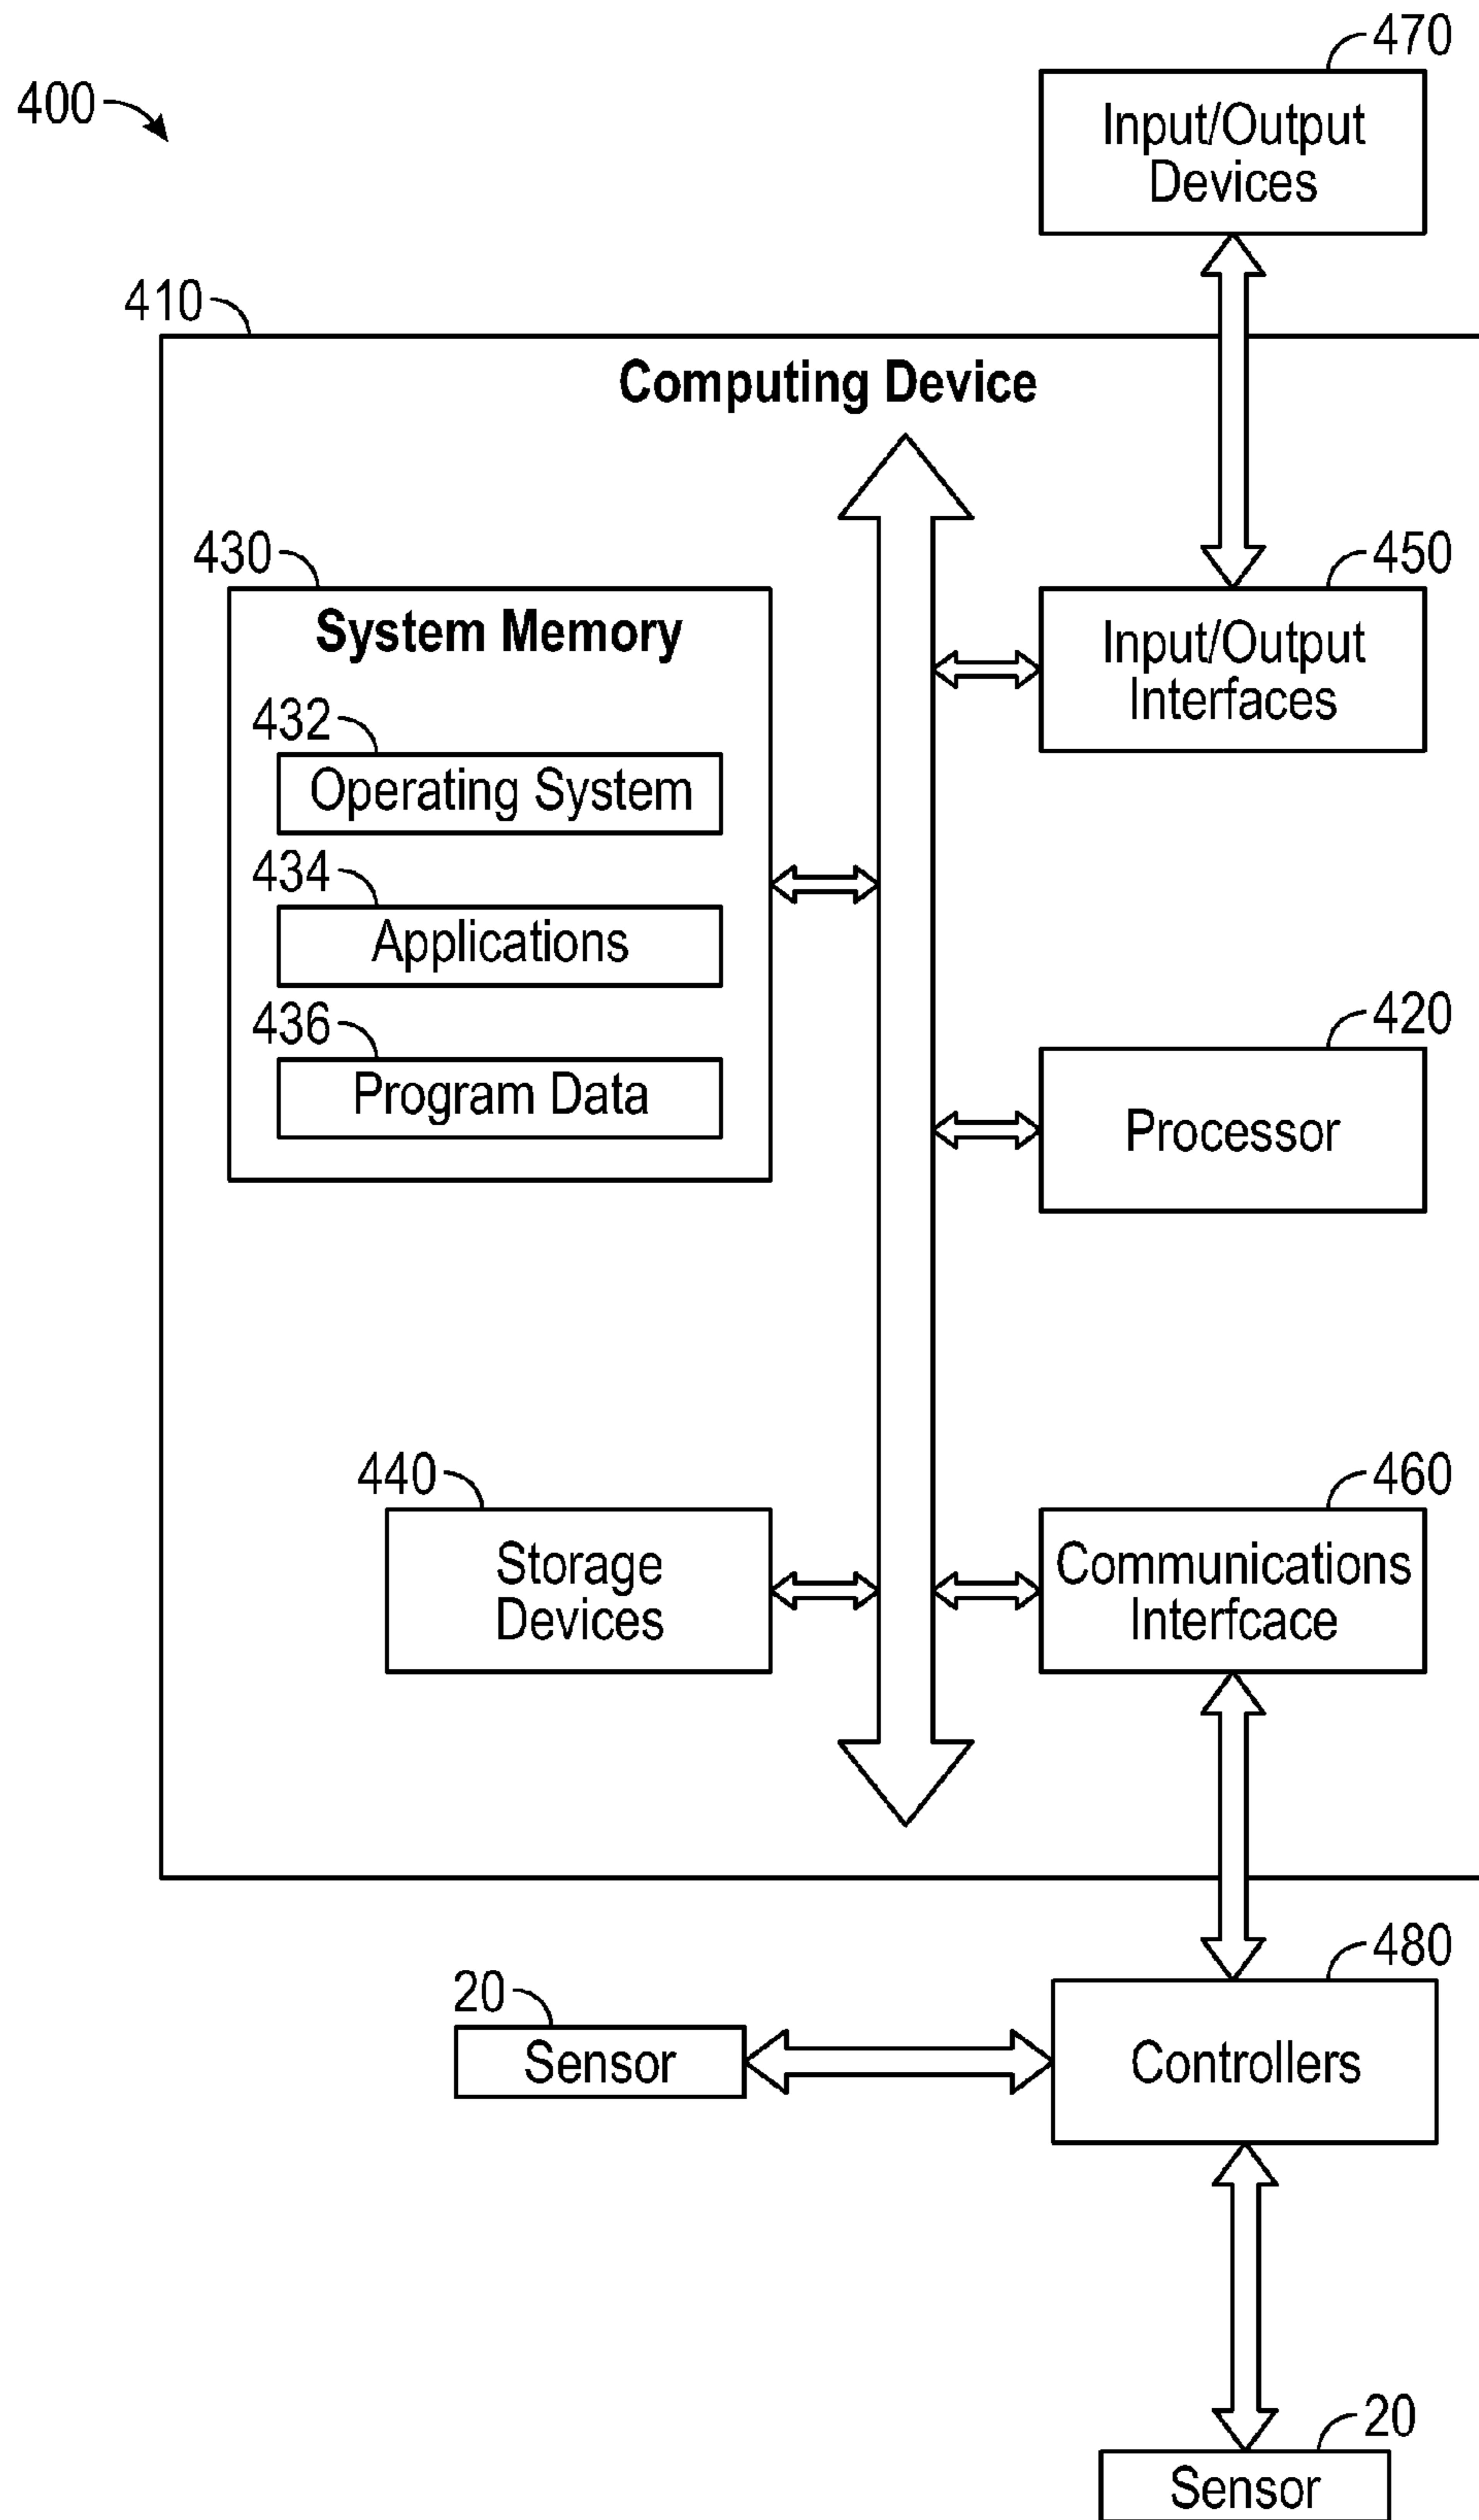 470
400
Input/Output
Devices
410
Computing Device
430
System Memory
432
Operating System
434
Applications
436
Program Data
450
Input/Output
Interfaces
420
Processor
440
Storage
Devices
460
Communications
Interfcace
480
Controllers
20
Sensor
20
Sensor